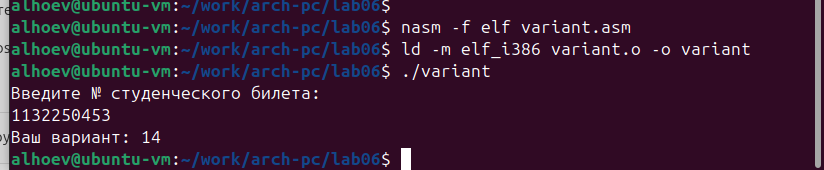 alhoev@ubuntu-vm:~/work/arch-pc/lab06$
alhoev@ubuntu-vm:~/work/arch-pc/lab06$ nasm -f elf variant.asm
alhoev@ubuntu-vm:~/work/arch-pc/lab06$ ld -m elf_i386 variant.o -o variant
alhoev@ubuntu-vm:~/work/arch-pc/lab06$ ./variant
Введите № студенческого билета:
1132250453
Ваш вариант: 14
alhoev@ubuntu-vm:~/work/arch-pc/lab06$